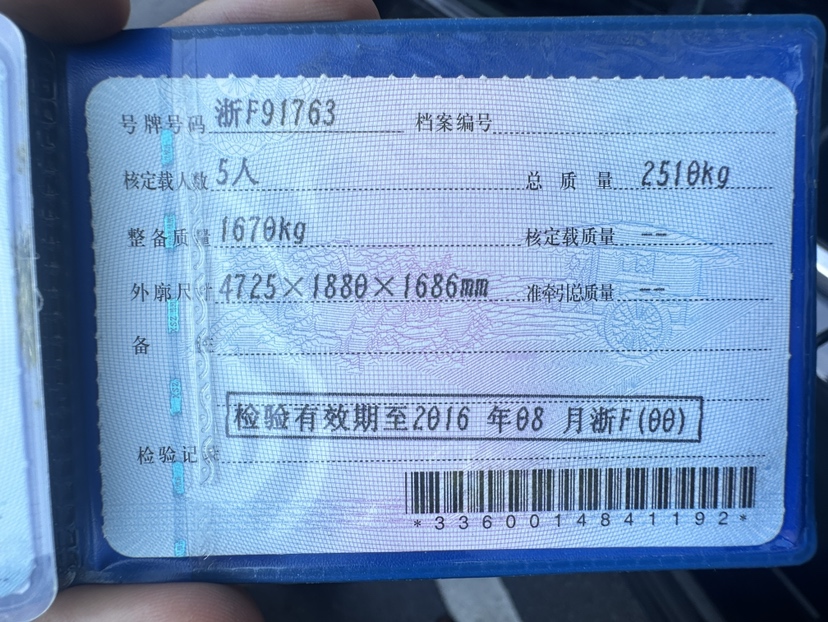 号牌号码 浙F91763 档案编号
核定载人数 5人 总质量 2510kg
整备质量 1670kg 核定载质量 --
外廓尺寸 4725×1880×1686mm 准牵引总质量 --
备注
检验有效期至2016 年08 月浙F(00)
检验记录
*3360014841192*